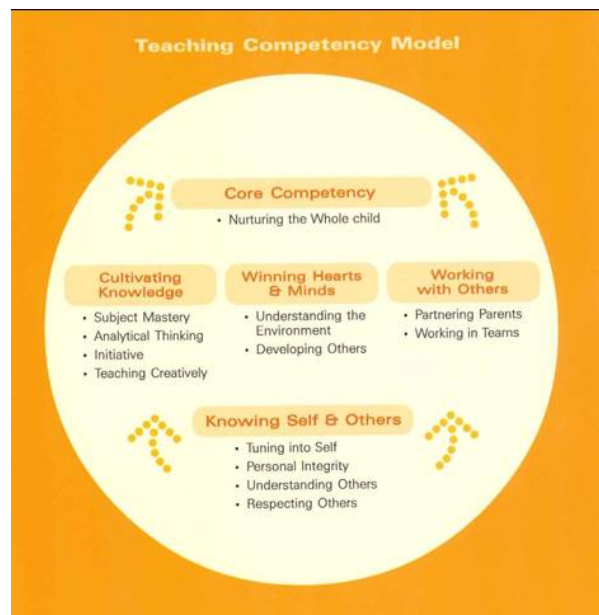 Teaching Competency Model
Core Competency
• Nurturing the Whole child
Cultivating
Knowledge
• Subject Mastery
• Analytical Thinking
• Initiative
• Teaching Creatively
Winning Hearts
& Minds
• Understanding the
Environment
• Developing Others
Working
with Others
• Partnering Parents
• Working in Teams
Knowing Self & Others
• Tuning into Self
• Personal Integrity
• Understanding Others
• Respecting Others